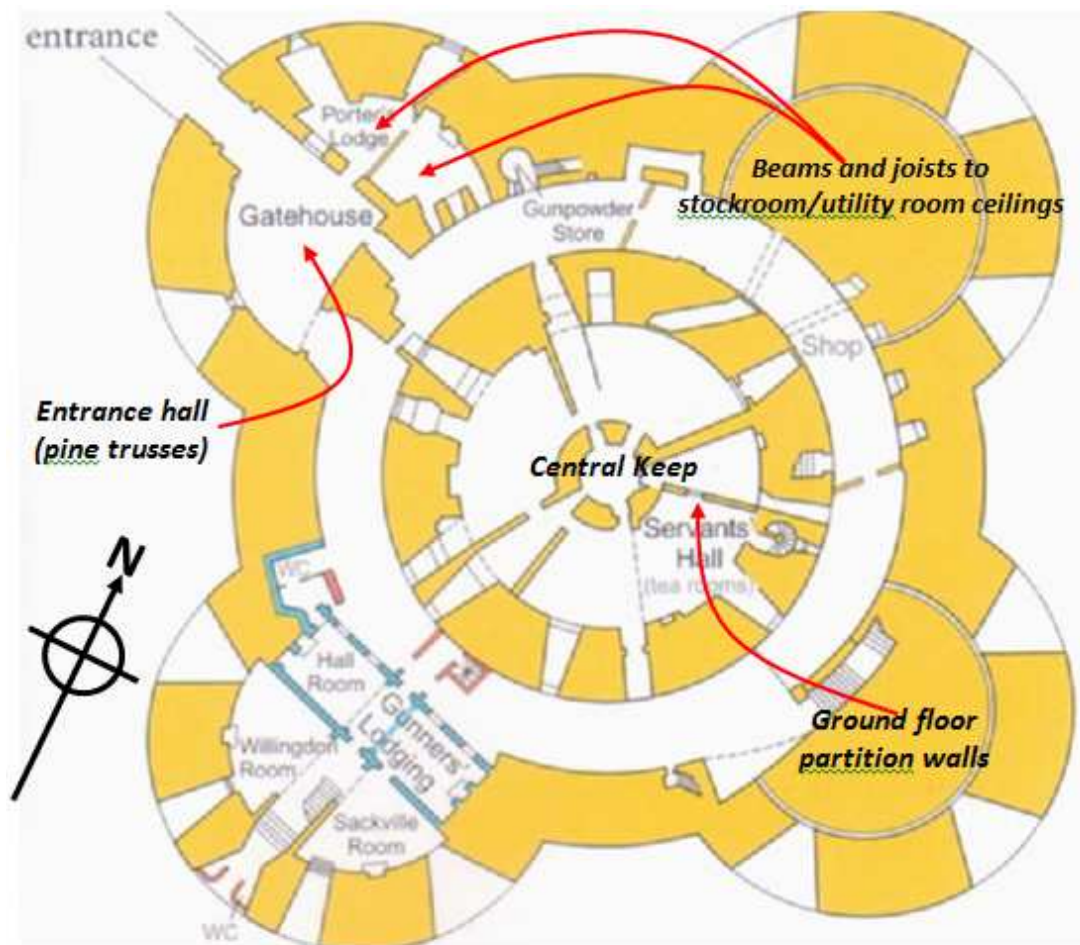 entrance
Porter's
Lodge
Beams and joists to
stockroom/utility room ceilings
Gatehouse
Gunpowder
Store
Shop
Entrance hall
(pine trusses)
Central Keep
Servants
Hall
(tea rooms)
N
WC
Hall
Room
Gunners'
Lodging
Willingdon
Room
Sackville
Room
Ground floor
partition walls
WC